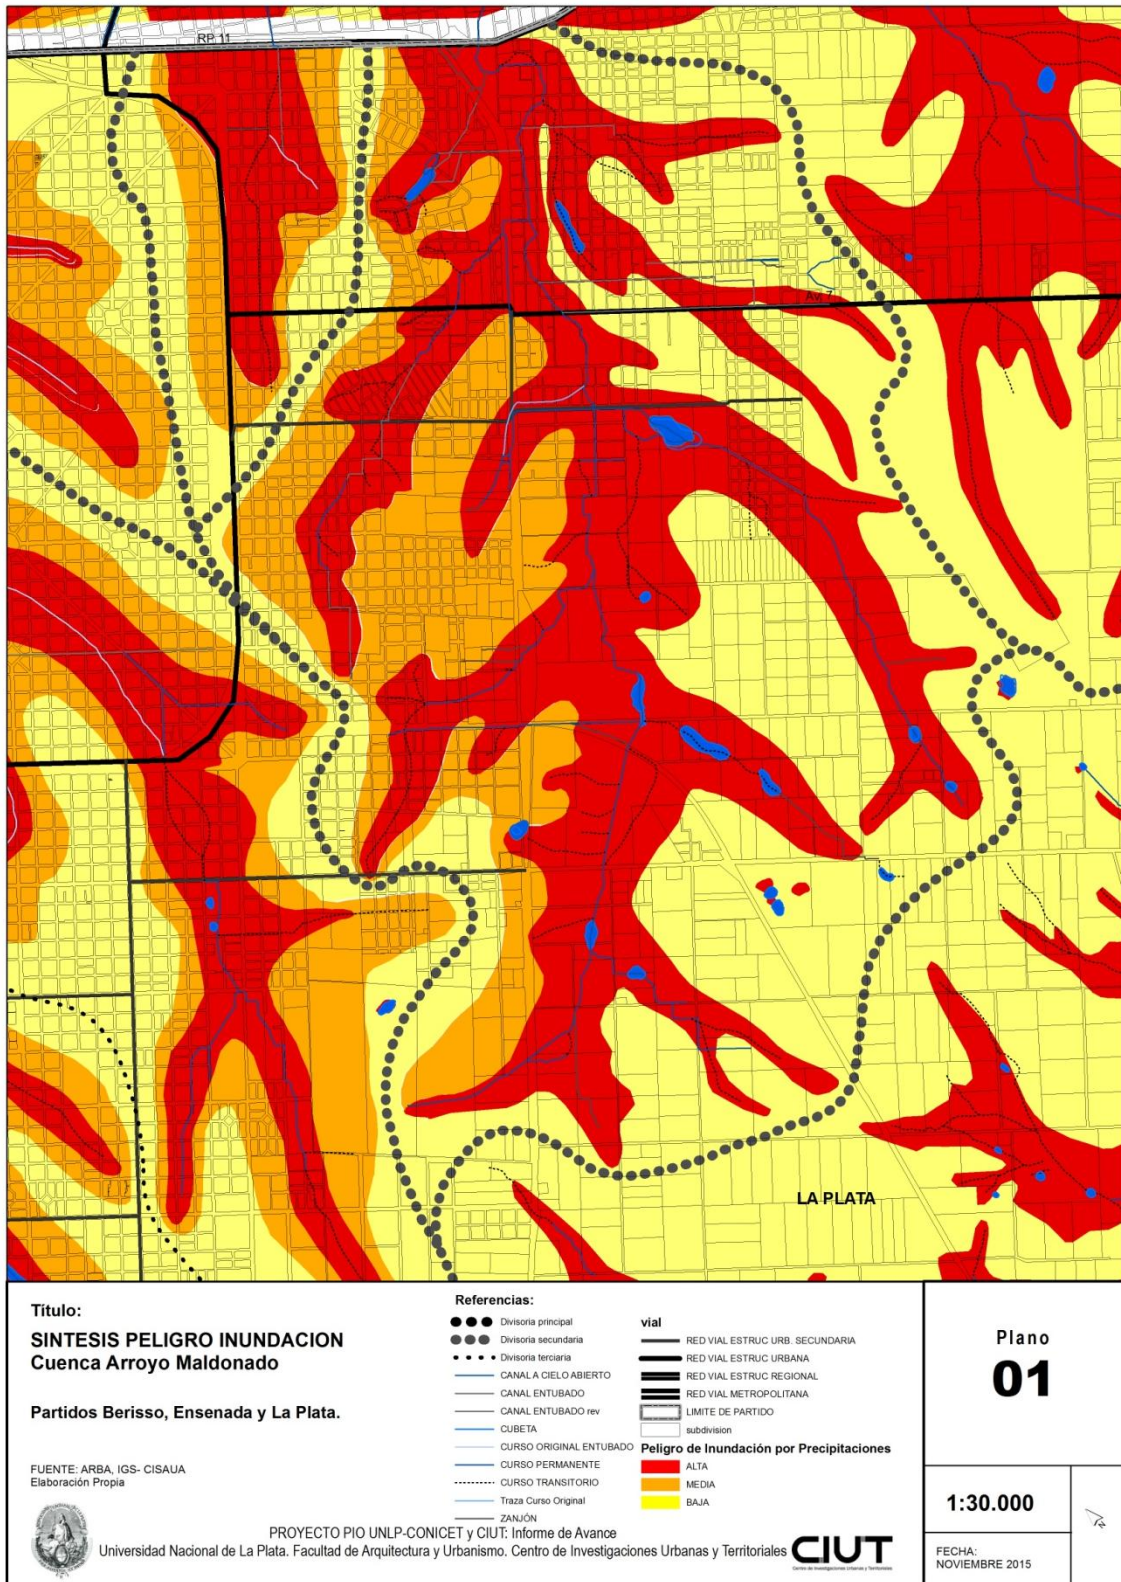 RP 11
Av. 7
LA PLATA
Título:
SINTESIS PELIGRO INUNDACION
Cuenca Arroyo Maldonado
Partidos Berisso, Ensenada y La Plata.
FUENTE: ARBA, IGS- CISAUA
Elaboración Propia
Referencias:
Divisoria principal
Divisoria secundaria
Divisoria terciaria
CANAL A CIELO ABIERTO
CANAL ENTUBADO
CANAL ENTUBADO rev
CUBETA
CURSO ORIGINAL ENTUBADO
CURSO PERMANENTE
CURSO TRANSITORIO
Traza Curso Original
ZANJÓN
vial
RED VIAL ESTRUC URB. SECUNDARIA
RED VIAL ESTRUC URBANA
RED VIAL ESTRUC REGIONAL
RED VIAL METROPOLITANA
LIMITE DE PARTIDO
subdivision
Peligro de Inundación por Precipitaciones
ALTA
MEDIA
BAJA
PROYECTO PIO UNLP-CONICET y CIUT: Informe de Avance
Universidad Nacional de La Plata. Facultad de Arquitectura y Urbanismo. Centro de Investigaciones Urbanas y Territoriales
CIUT
Centro de Investigaciones Urbanas y Territoriales
Plano
01
1:30.000
N
FECHA:
NOVIEMBRE 2015